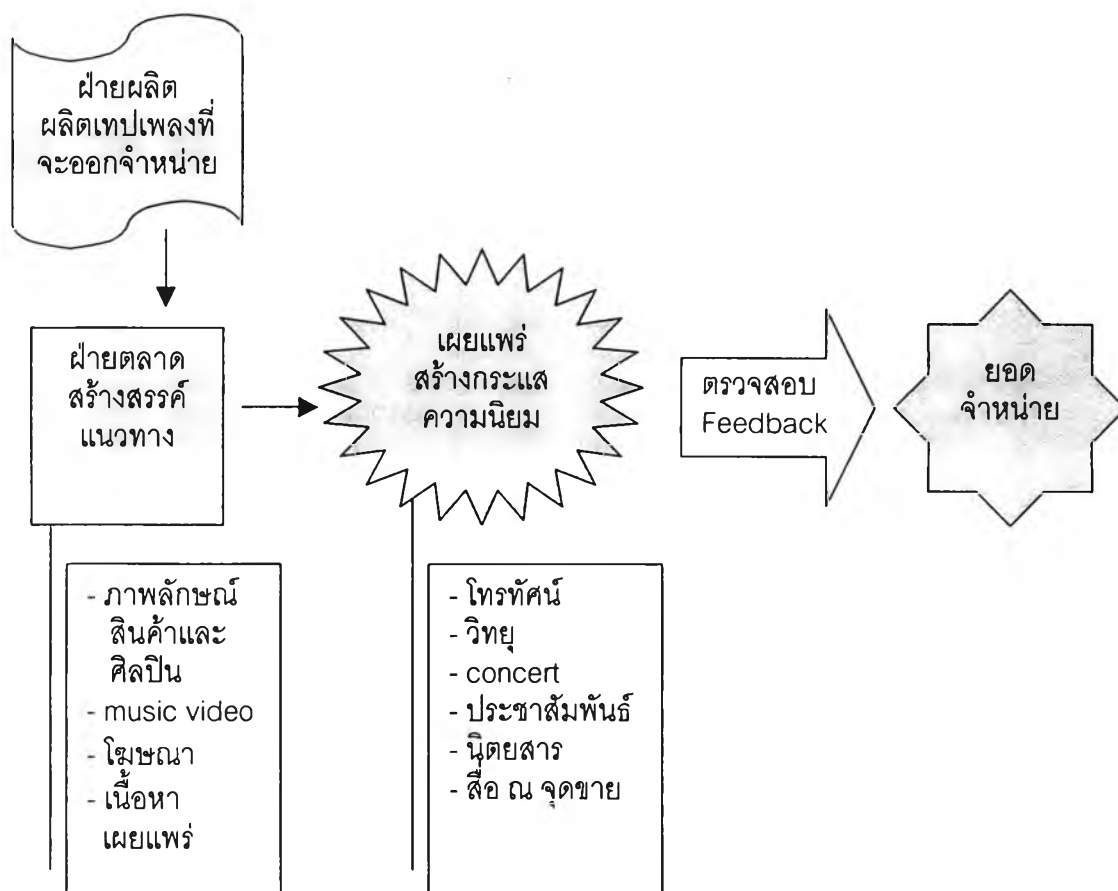 ฝ่ายผลิต
ผลิตเทปเพลงที่
จะออกจำหน่าย
ฝ่ายตลาด
สร้างสรรค์
แนวทาง
เผยแพร่
สร้างกระแส
ความนิยม
ตรวจสอบ
Feedback
ยอด
จำหน่าย
- ภาพลักษณ์
สินค้าและ
ศิลปิน
- music video
- โฆษณา
- เนื้อหา
เผยแพร่
- โทรทัศน์
- วิทยุ
- concert
- ประชาสัมพันธ์
- นิตยสาร
- สื่อ ณ จุดขาย